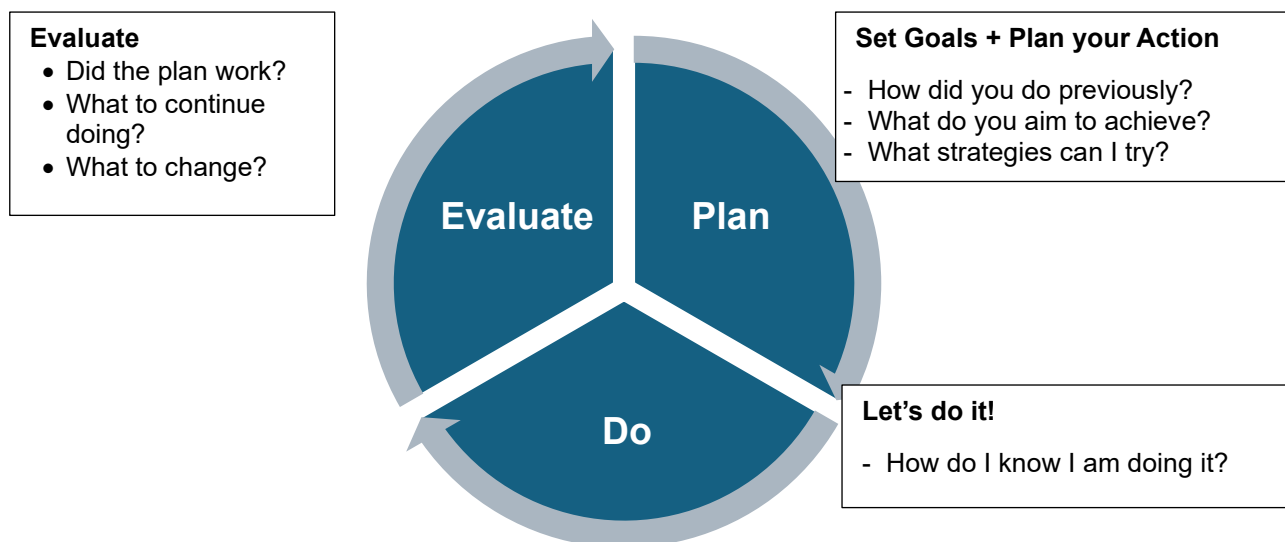 Evaluate
• Did the plan work?
• What to continue
doing?
• What to change?
Set Goals + Plan your Action
- How did you do previously?
- What do you aim to achieve?
- What strategies can I try?
Evaluate
Plan
Do
Let’s do it!
- How do I know I am doing it?